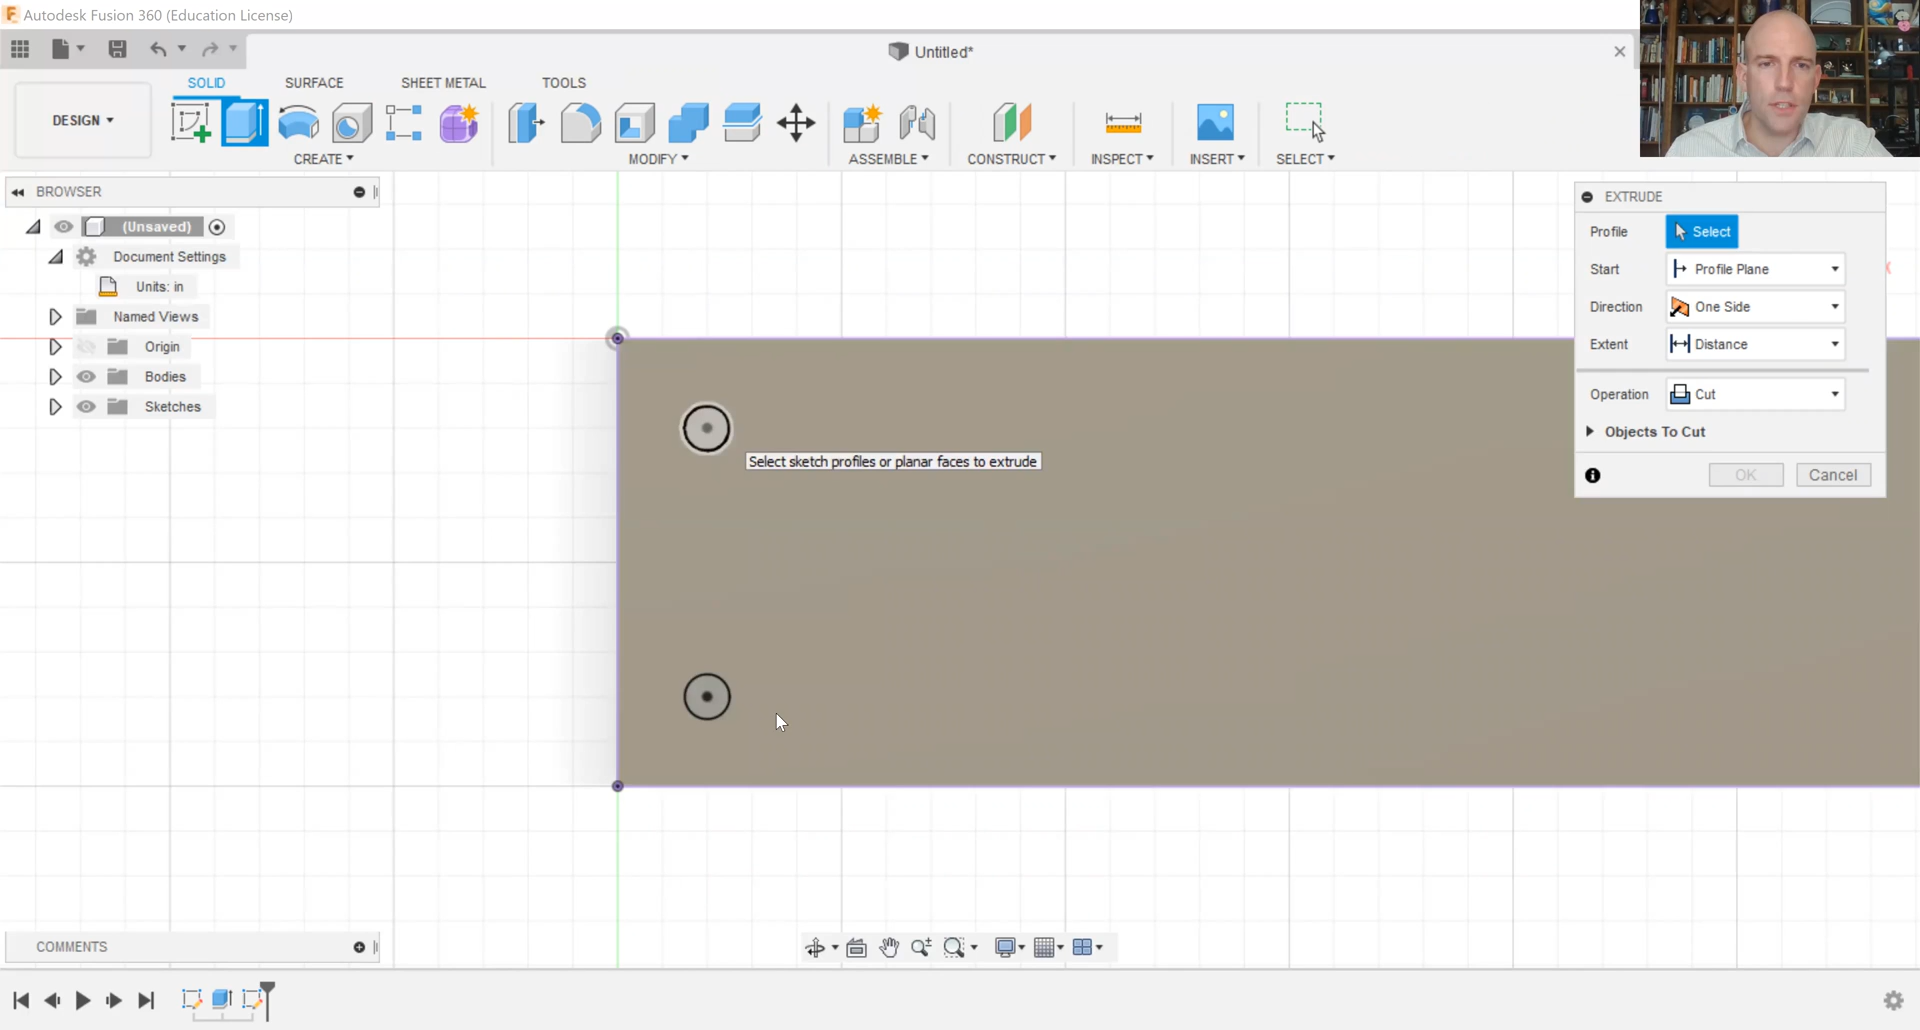 Autodesk Fusion 360 (Education License)
Untitled*
SOLID SURFACE SHEET METAL TOOLS
DESIGN
CREATE MODIFY ASSEMBLE CONSTRUCT INSPECT INSERT SELECT
BROWSER
(Unsaved)
Document Settings
Units: in
Named Views
Origin
Bodies
Sketches
EXTRUDE
Profile Select
Start Profile Plane
X
Direction One Side
Extent Distance
Operation Cut
Objects To Cut
OK Cancel
Select sketch profiles or planar faces to extrude
COMMENTS